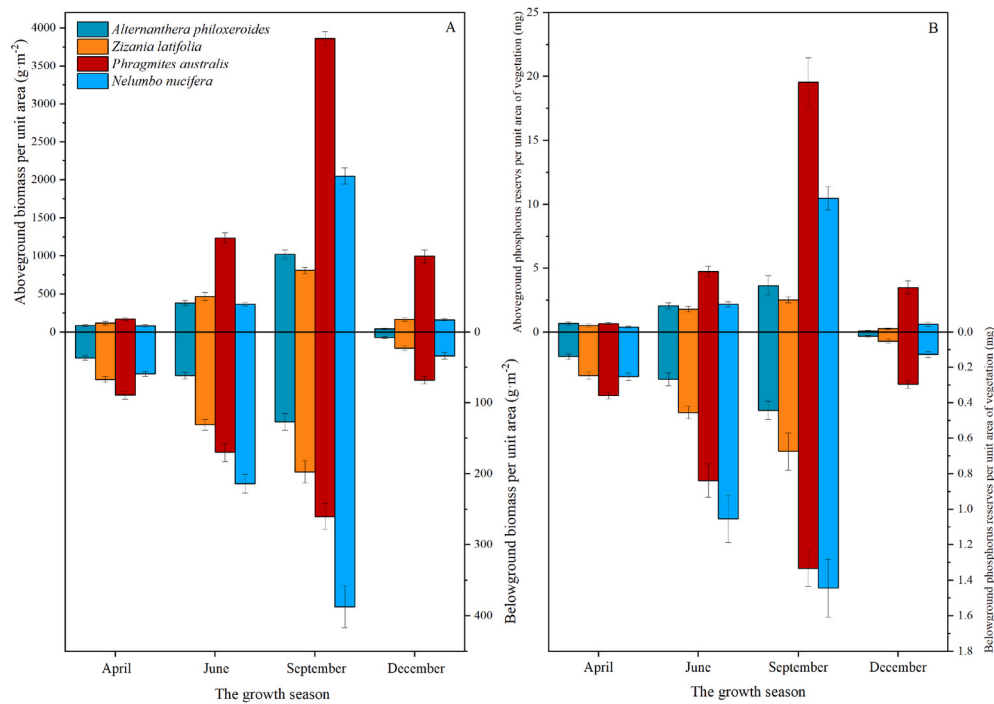 A
Alternanthera philoxeroides
Zizania latifolia
Phragmites australis
Nelumbo nucifera
Aboveground biomass per unit area (g·m⁻²)
4000
3500
3000
2500
2000
1500
1000
500
0
100
200
300
400
Belowground biomass per unit area (g·m⁻²)
April
June
September
December
The growth season
B
Aboveground phosphorus reservs per unit area of vegetation (mg)
25
20
15
10
5
0.0
0.2
0.4
0.6
0.8
1.0
1.2
1.4
1.6
1.8
Belowground phosphorus reserves per unit area of vegetation (mg)
April
June
September
December
The growth season